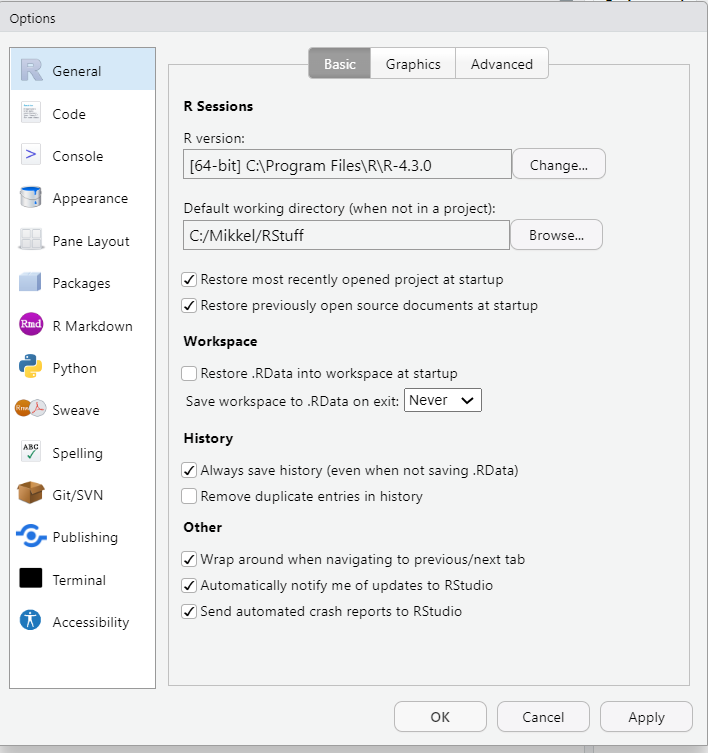 Options
General
Code
Console
Appearance
Pane Layout
Packages
Rmd R Markdown
Python
Sweave
ABC Spelling
Git/SVN
Publishing
Terminal
Accessibility
Basic Graphics Advanced
R Sessions
R version:
[64-bit] C:\Program Files\R\R-4.3.0 Change...
Default working directory (when not in a project):
C:/Mikkel/RStuff Browse...
Restore most recently opened project at startup
Restore previously open source documents at startup
Workspace
Restore .RData into workspace at startup
Save workspace to .RData on exit: Never
History
Always save history (even when not saving .RData)
Remove duplicate entries in history
Other
Wrap around when navigating to previous/next tab
Automatically notify me of updates to RStudio
Send automated crash reports to RStudio
OK Cancel Apply